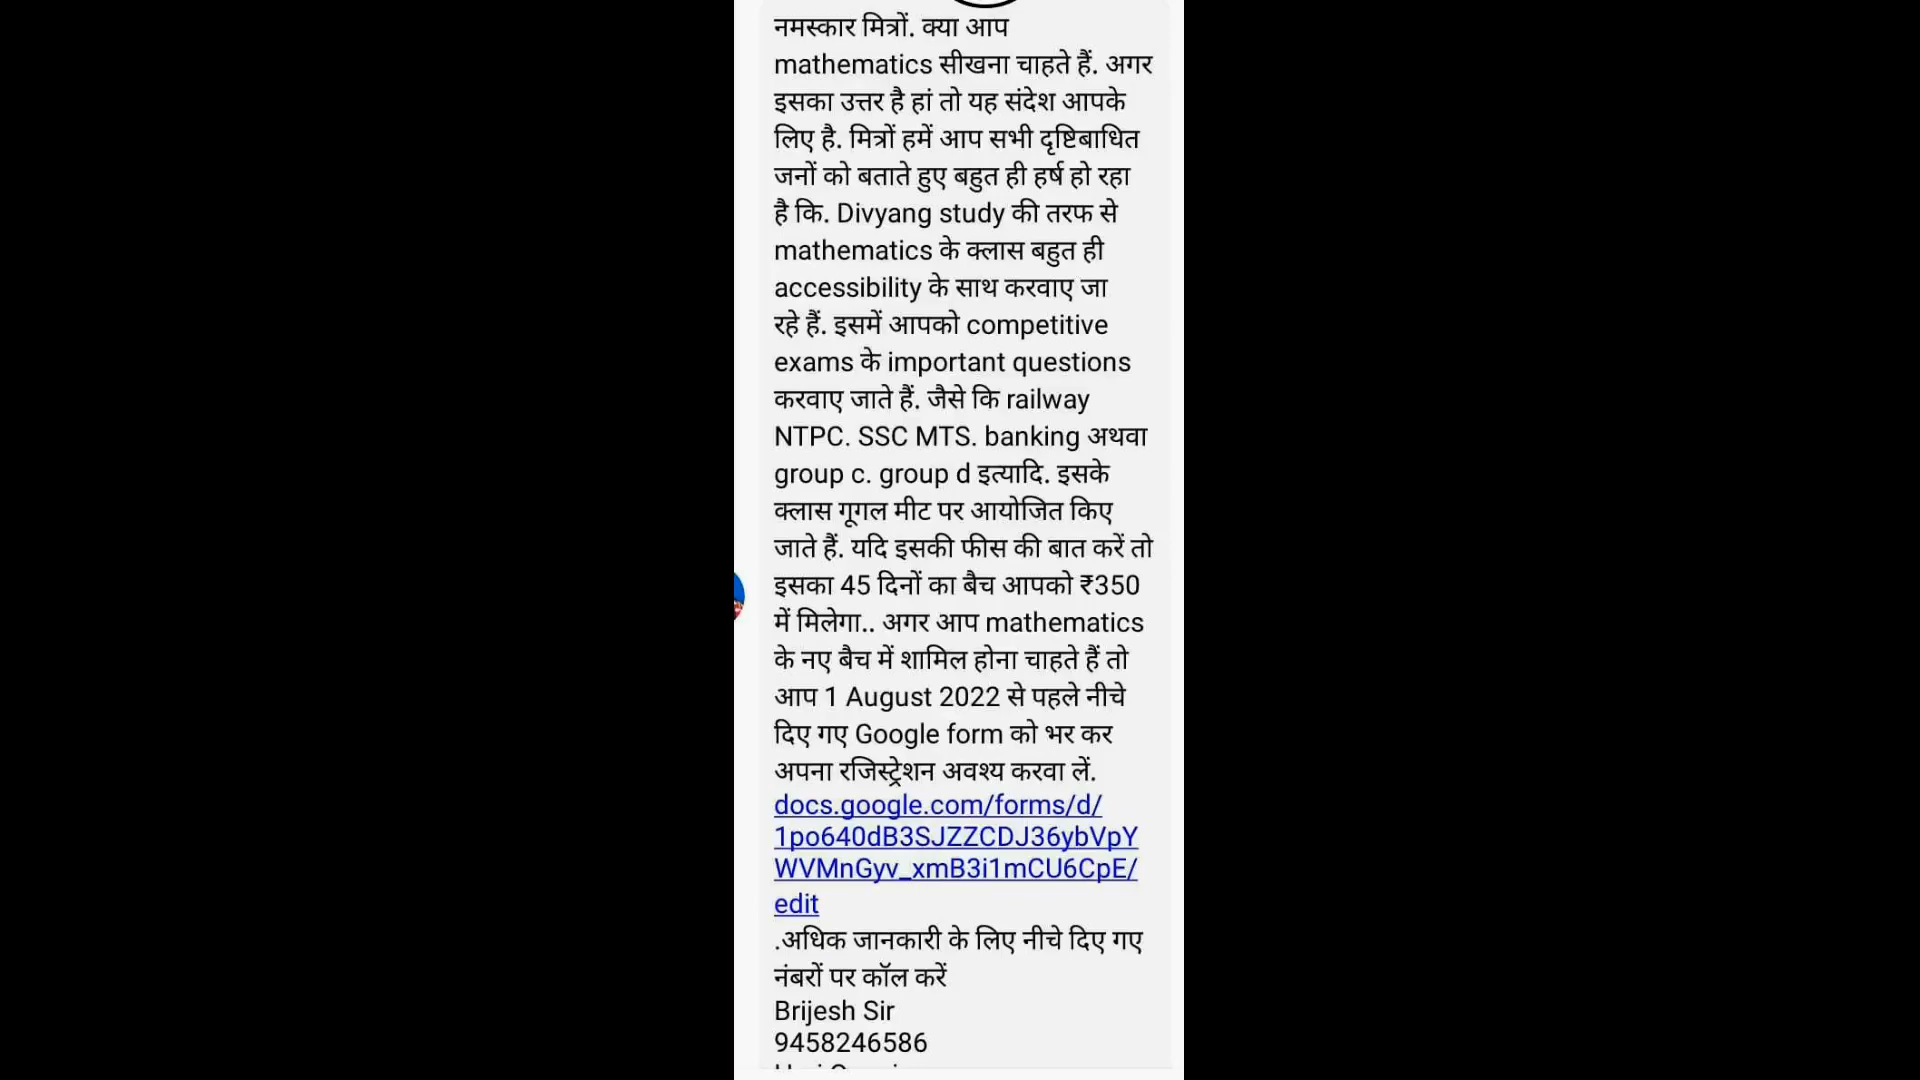 नमस्कार मित्रों. क्या आप
mathematics सीखना चाहते हैं. अगर
इसका उत्तर है हां तो यह संदेश आपके
लिए है. मित्रों हमें आप सभी दृष्टिबाधित
जनों को बताते हुए बहुत ही हर्ष हो रहा
है कि. Divyang study की तरफ से
mathematics के क्लास बहुत ही
accessibility के साथ करवाए जा
रहे हैं. इसमें आपको competitive
exams के important questions
करवाए जाते हैं. जैसे कि railway
NTPC. SSC MTS. banking अथवा
group c. group d इत्यादि. इसके
क्लास गूगल मीट पर आयोजित किए
जाते हैं. यदि इसकी फीस की बात करें तो
इसका 45 दिनों का बैच आपको ₹350
में मिलेगा.. अगर आप mathematics
के नए बैच में शामिल होना चाहते हैं तो
आप 1 August 2022 से पहले नीचे
दिए गए Google form को भर कर
अपना रजिस्ट्रेशन अवश्य करवा लें.
docs.google.com/forms/d/
1po640dB3SJZZCDJ36ybVpY
WVMnGyv_xmB3i1mCU6CpE/
edit
.अधिक जानकारी के लिए नीचे दिए गए
नंबरों पर कॉल करें
Brijesh Sir
9458246586